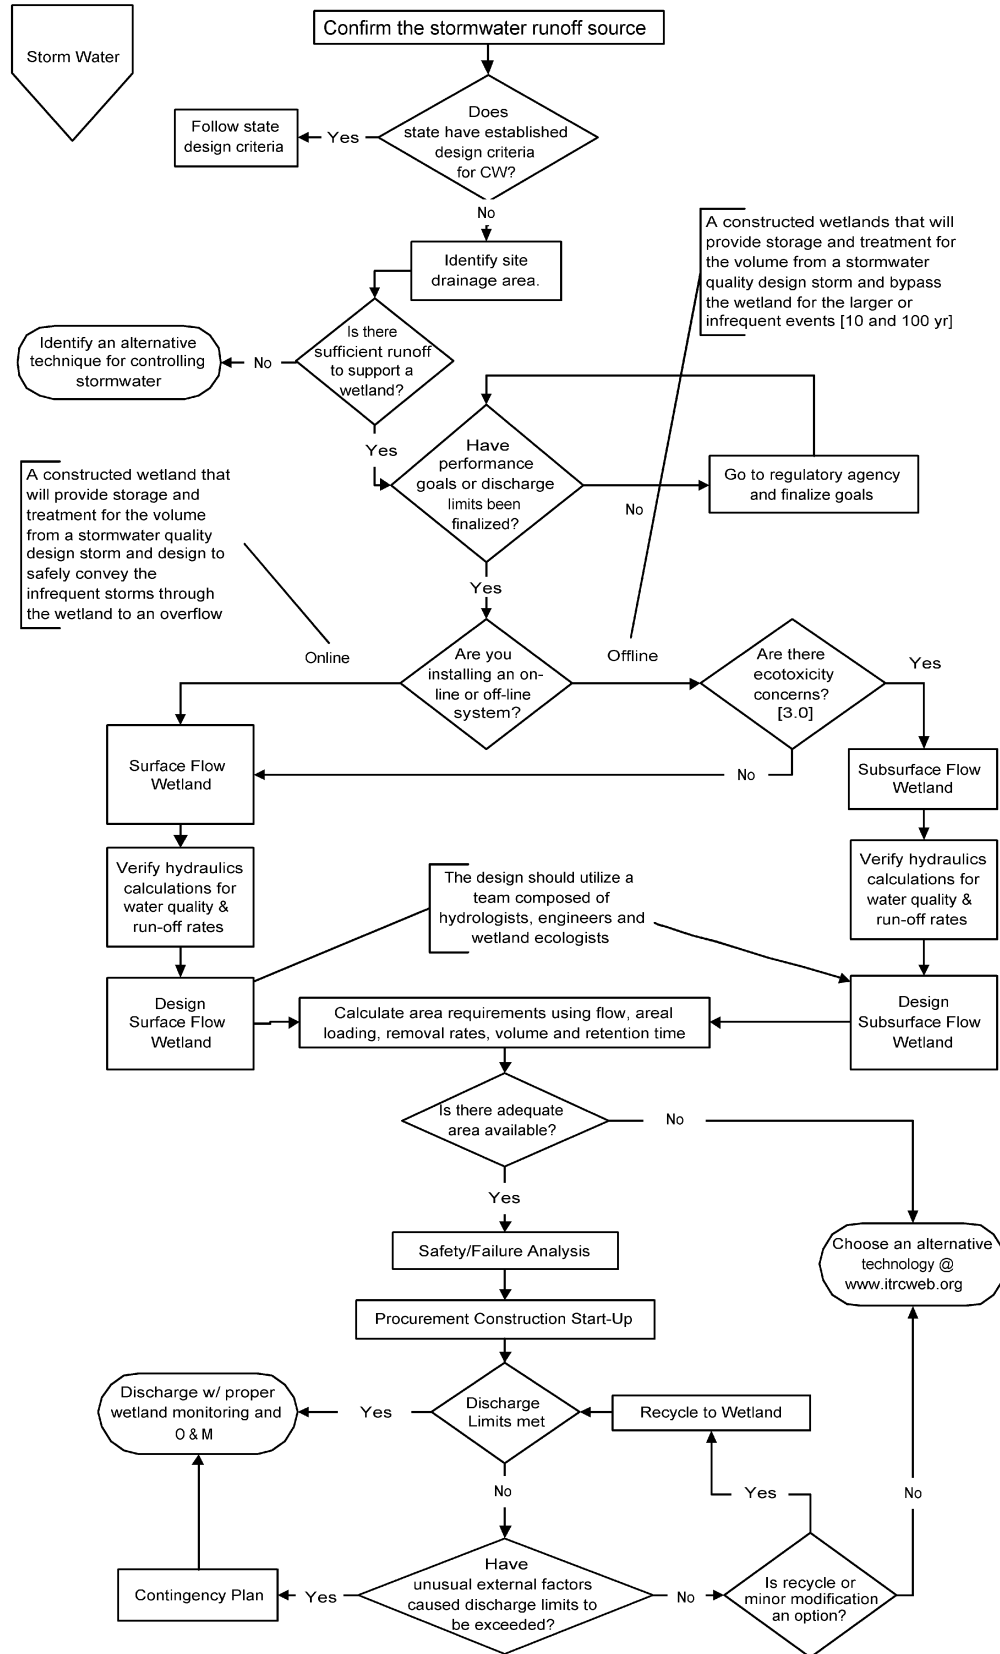 Confirm the stormwater runoff source
Storm Water
Does
state have established
design criteria
for CW?
Yes
Follow state
design criteria
No
Identify site
drainage area.
A constructed wetlands that will
provide storage and treatment for
the volume from a stormwater
quality design storm and bypass
the wetland for the larger or
infrequent events [10 and 100 yr]
Is there
sufficient runoff
to support a
wetland?
No
Identify an alternative
technique for controlling
stormwater
Yes
Have
performance
goals or discharge
limits been
finalized?
No
Go to regulatory agency
and finalize goals
A constructed wetland that
will provide storage and
treatment for the volume
from a stormwater quality
design storm and design to
safely convey the
infrequent storms through
the wetland to an overflow
Yes
Online
Are you
installing an on-
line or off-line
system?
Offline
Are there
ecotoxicity
concerns?
[3.0]
Yes
No
Surface Flow
Wetland
Subsurface Flow
Wetland
Verify hydraulics
calculations for
water quality &
run-off rates
The design should utilize a
team composed of
hydrologists, engineers and
wetland ecologists
Verify hydraulics
calculations for
water quality &
run-off rates
Design
Surface Flow
Wetland
Calculate area requirements using flow, areal
loading, removal rates, volume and retention time
Design
Subsurface Flow
Wetland
Is there adequate
area available?
No
Yes
Safety/Failure Analysis
Choose an alternative
technology @
www.itrcweb.org
Procurement Construction Start-Up
Discharge w/ proper
wetland monitoring and
O & M
Yes
Discharge
Limits met
Recycle to Wetland
No
Yes
No
Contingency Plan
Yes
Have
unusual external factors
caused discharge limits to
be exceeded?
No
Is recycle or
minor modification
an option?